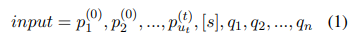 input = p_1^{(0)}, p_2^{(0)}, ..., p_{u_t}^{(t)}, [s], q_1, q_2, ..., q_n (1)